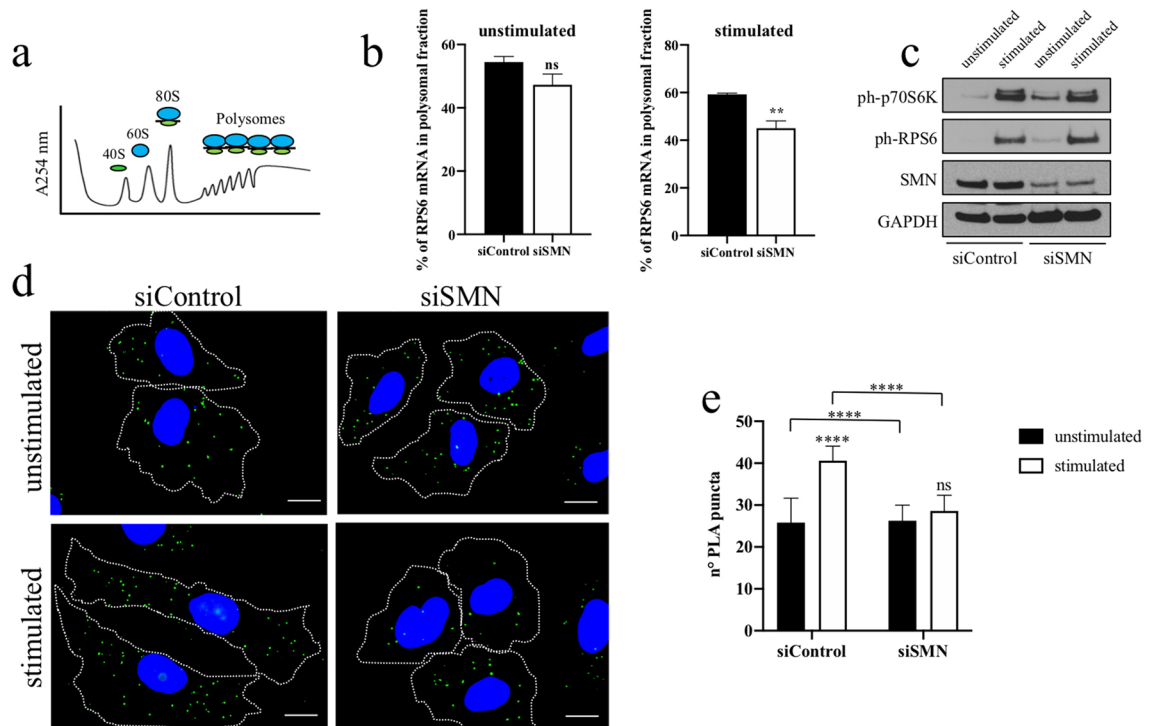 a
A254 nm
40S
60S
80S
Polysomes
b
unstimulated
% of RPS6 mRNA in polysomal fraction
60
40
20
0
ns
siControl siSMN
stimulated
% of RPS6 mRNA in polysomal fraction
80
60
40
20
0
**
siControl siSMN
c
unstimulated
stimulated
unstimulated
stimulated
ph-p70S6K
ph-RPS6
SMN
GAPDH
siControl
siSMN
d
siControl
siSMN
unstimulated
stimulated
e
n° PLA puncta
50
40
30
20
10
0
****
****
****
ns
siControl
siSMN
unstimulated
stimulated